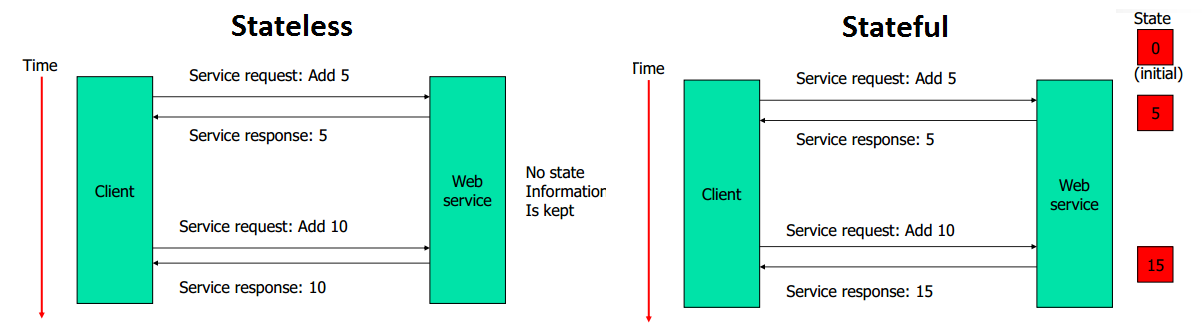 Stateless
Time
Service request: Add 5
Service response: 5
Client
Web
service
No state
Information
Is kept
Service request: Add 10
Service response: 10
Stateful
Time
Service request: Add 5
Service response: 5
Client
Web
service
Service request: Add 10
Service response: 15
State
0
(initial)
5
15